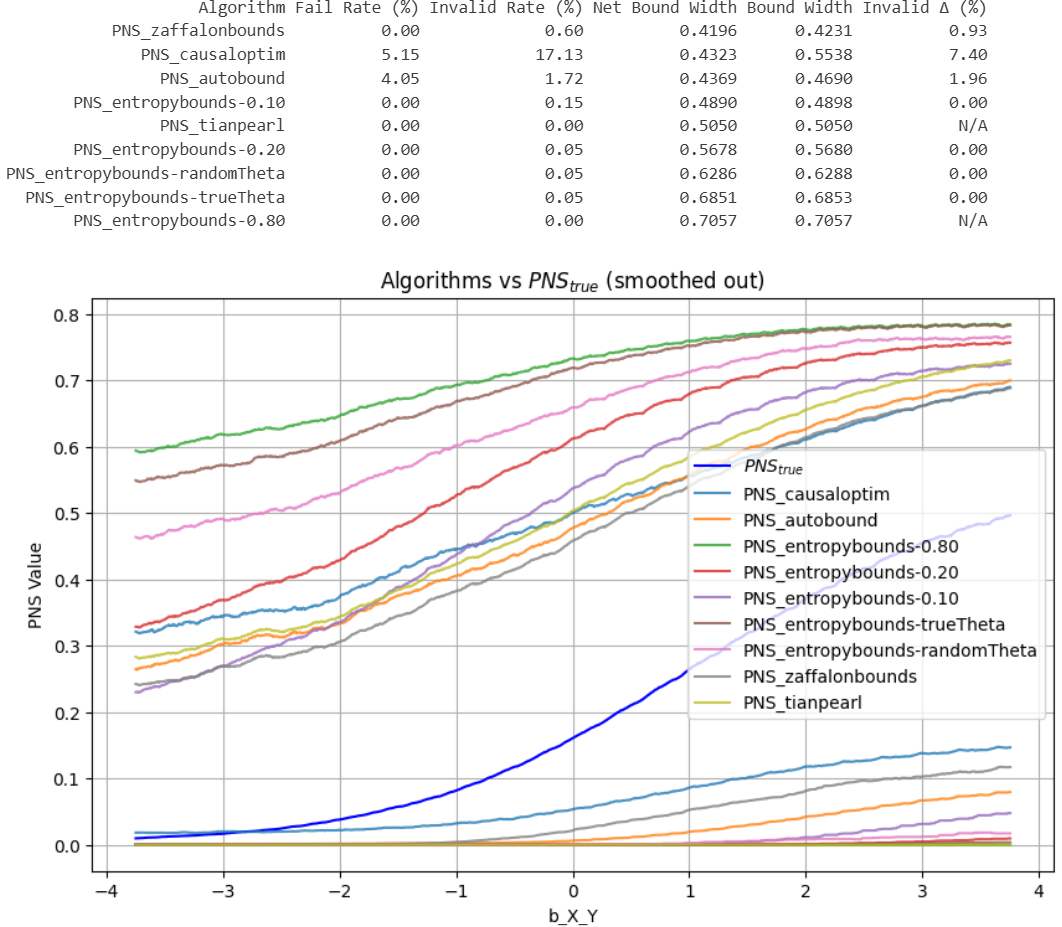 Algorithm Fail Rate (%) Invalid Rate (%) Net Bound Width Bound Width Invalid Δ (%)
PNS_zaffalonbounds 0.00 0.60 0.4196 0.4231 0.93
PNS_causaloptim 5.15 17.13 0.4323 0.5538 7.40
PNS_autobound 4.05 1.72 0.4369 0.4690 1.96
PNS_entropybounds-0.10 0.00 0.15 0.4890 0.4898 0.00
PNS_tianpearl 0.00 0.00 0.5050 0.5050 N/A
PNS_entropybounds-0.20 0.00 0.05 0.5678 0.5680 0.00
PNS_entropybounds-randomTheta 0.00 0.05 0.6286 0.6288 0.00
PNS_entropybounds-trueTheta 0.00 0.05 0.6851 0.6853 0.00
PNS_entropybounds-0.80 0.00 0.00 0.7057 0.7057 N/A
Algorithms vs PNS_true (smoothed out)
PNS Value
0.8
0.7
0.6
0.5
0.4
0.3
0.2
0.1
0.0
PNS_true
PNS_causaloptim
PNS_autobound
PNS_entropybounds-0.80
PNS_entropybounds-0.20
PNS_entropybounds-0.10
PNS_entropybounds-trueTheta
PNS_entropybounds-randomTheta
PNS_zaffalonbounds
PNS_tianpearl
−4 −3 −2 −1 0 1 2 3 4
b_X_Y